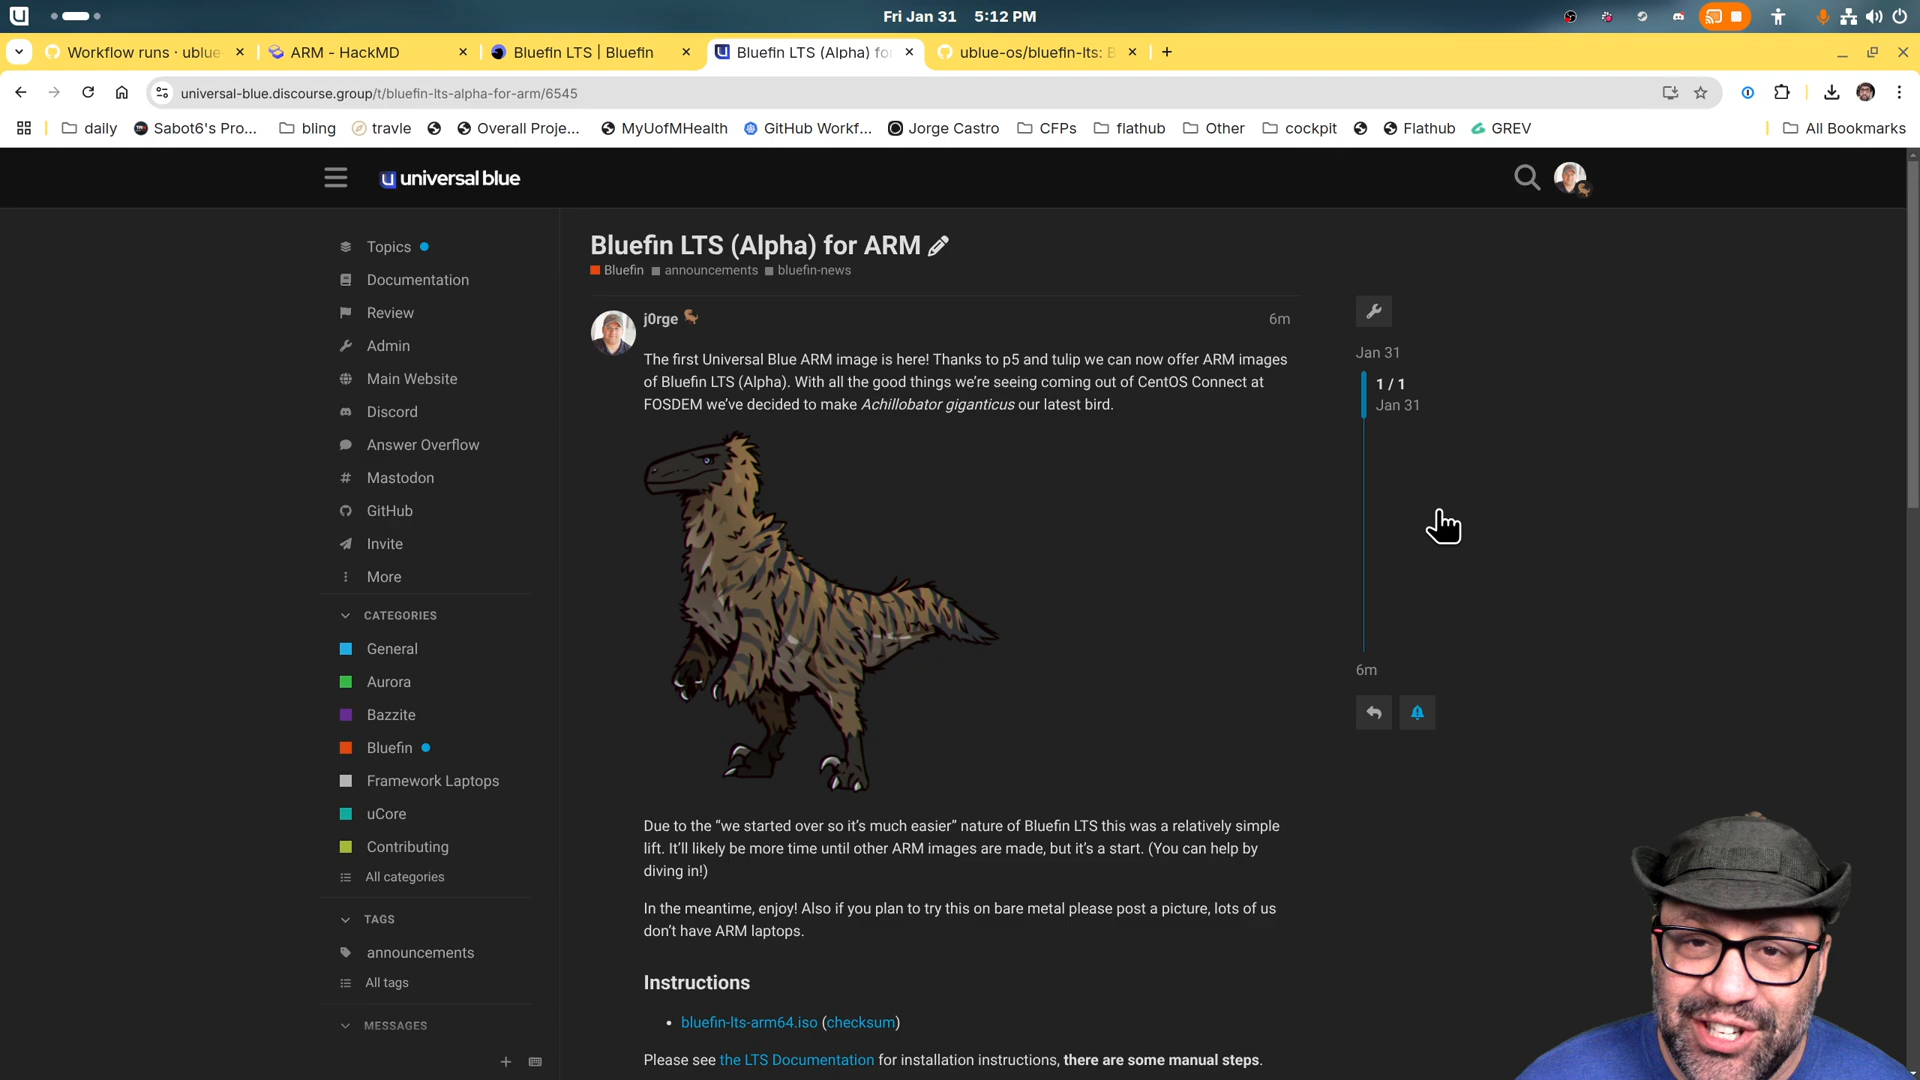 Fri Jan 31 5:12 PM
Workflow runs · ublue
ARM - HackMD
Bluefin LTS | Bluefin
Bluefin LTS (Alpha) for
ublue-os/bluefin-lts: B
universal-blue.discourse.group/t/bluefin-lts-alpha-for-arm/6545
daily
Sabot6's Pro...
bling
travle
Overall Proje...
MyUofMHealth
GitHub Workf...
Jorge Castro
CFPs
flathub
Other
cockpit
Flathub
GREV
All Bookmarks
universal blue
Topics
Documentation
Review
Admin
Main Website
Discord
Answer Overflow
Mastodon
GitHub
Invite
More
CATEGORIES
General
Aurora
Bazzite
Bluefin
Framework Laptops
uCore
Contributing
All categories
TAGS
announcements
All tags
MESSAGES
Bluefin LTS (Alpha) for ARM
Bluefin announcements bluefin-news
j0rge
6m
The first Universal Blue ARM image is here! Thanks to p5 and tulip we can now offer ARM images
of Bluefin LTS (Alpha). With all the good things we're seeing coming out of CentOS Connect at
FOSDEM we've decided to make Achillobator giganticus our latest bird.
Due to the “we started over so it's much easier” nature of Bluefin LTS this was a relatively simple
lift. It'll likely be more time until other ARM images are made, but it's a start. (You can help by
diving in!)
In the meantime, enjoy! Also if you plan to try this on bare metal please post a picture, lots of us
don't have ARM laptops.
Instructions
bluefin-lts-arm64.iso (checksum)
Please see the LTS Documentation for installation instructions, there are some manual steps.
Jan 31
1 / 1
Jan 31
6m